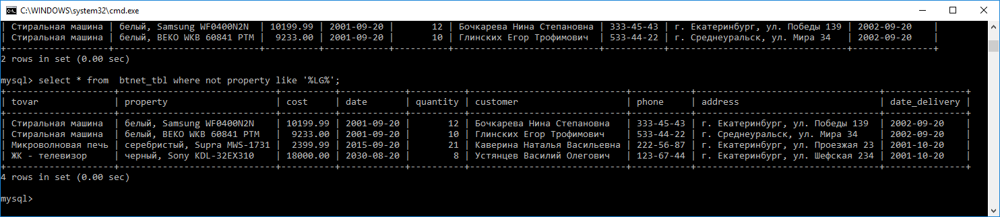 C:\WINDOWS\system32\cmd.exe
| Стиральная машина | белый, Samsung WF0400N2N  | 10199.99 | 2001-09-20 |       12 | Бочкарева Нина Степановна | 333-45-43 | г. Екатеринбург, ул. Победы 139  | 2002-09-20    |
| Стиральная машина | белый, BEKO WKB 60841 PTM |  9233.00 | 2001-09-20 |       10 | Глинских Егор Трофимович  | 533-44-22 | г. Среднеуральск, ул. Мира 34    | 2002-09-20    |
+-------------------+---------------------------+----------+------------+----------+---------------------------+-----------+----------------------------------+---------------+
2 rows in set (0.00 sec)
mysql> select * from  btnet_tbl where not property like '%LG%';
+--------------------+-----------------------------+----------+------------+----------+----------------------------+-----------+----------------------------------+---------------+
| tovar              | property                    | cost     | date       | quantity | customer                   | phone     | address                          | date_delivery |
+--------------------+-----------------------------+----------+------------+----------+----------------------------+-----------+----------------------------------+---------------+
| Стиральная машина  | белый, Samsung WF0400N2N    | 10199.99 | 2001-09-20 |       12 | Бочкарева Нина Степановна  | 333-45-43 | г. Екатеринбург, ул. Победы 139  | 2002-09-20    |
| Стиральная машина  | белый, BEKO WKB 60841 PTM   |  9233.00 | 2001-09-20 |       10 | Глинских Егор Трофимович   | 533-44-22 | г. Среднеуральск, ул. Мира 34    | 2002-09-20    |
| Микроволновая печь | серебристый, Supra MWS-1731 |  2399.99 | 2015-09-20 |       21 | Каверина Наталья Васильевна | 222-56-87 | г. Екатеринбург, ул. Проезжая 23 | 2001-10-20    |
| ЖК - телевизор     | черный, Sony KDL-32EX310    | 18000.00 | 2030-08-20 |        8 | Устянцев Василий Олегович  | 123-67-44 | г. Екатеринбург, ул. Шефская 234 | 2001-10-20    |
+--------------------+-----------------------------+----------+------------+----------+----------------------------+-----------+----------------------------------+---------------+
4 rows in set (0.00 sec)
mysql>